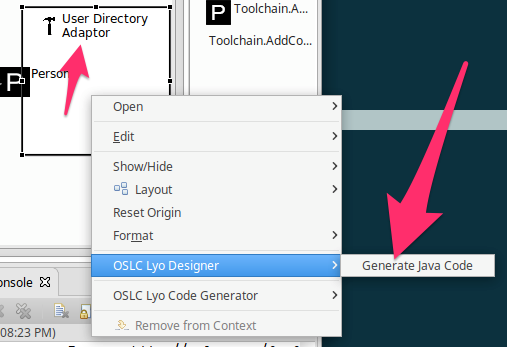 User Directory
Adaptor
P
Toolchain.A...
Toolchain.AddCo...
P
Person
Open
Edit
Show/Hide
Layout
Reset Origin
Format
OSLC Lyo Designer
Generate Java Code
OSLC Lyo Code Generator
Remove from Context
onsole
08:23 PM)